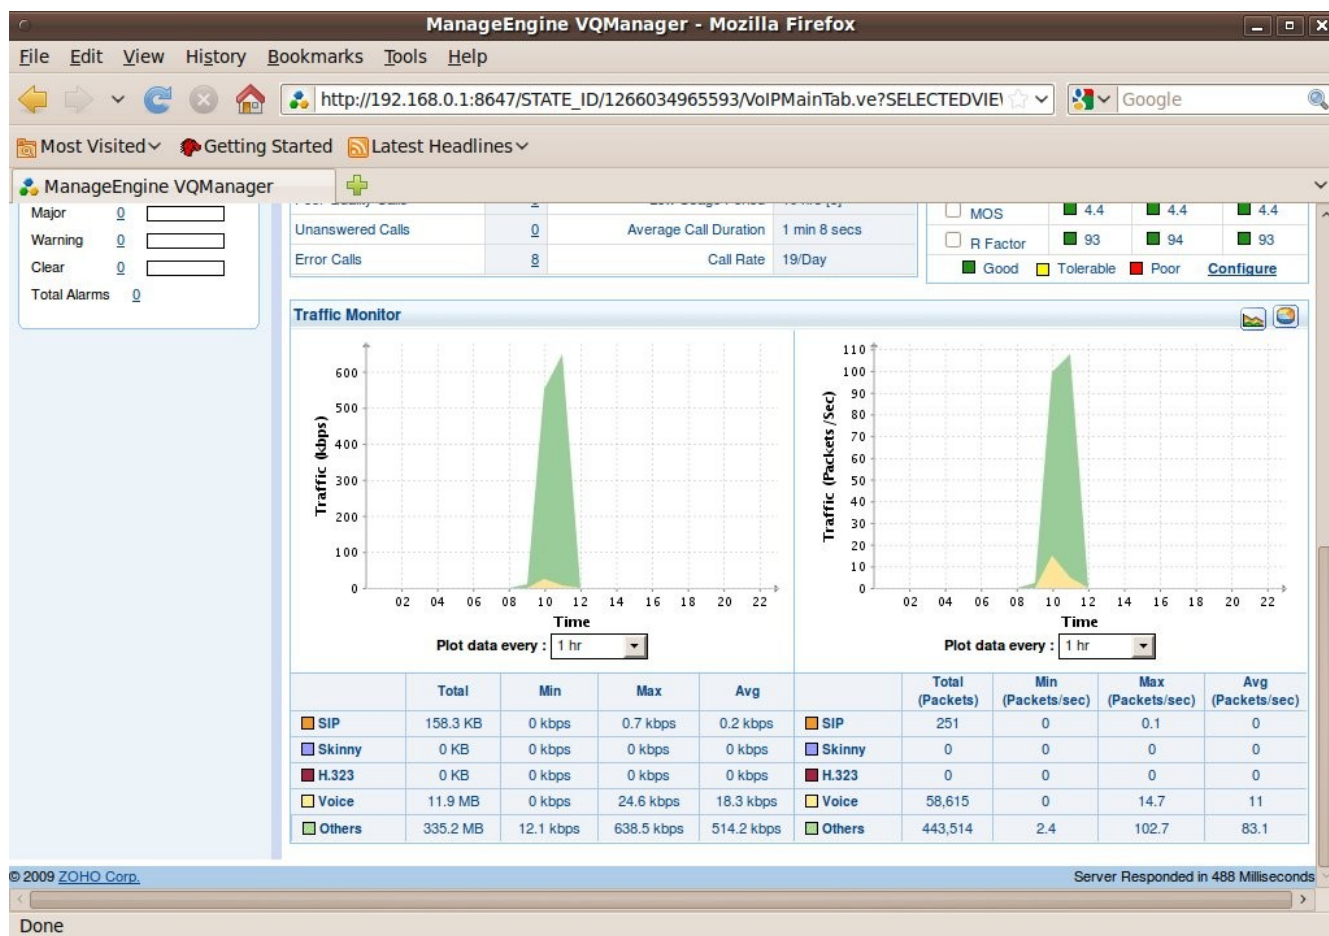 ManageEngine VQManager - Mozilla Firefox
File Edit View History Bookmarks Tools Help
http://192.168.0.1:8647/STATE_ID/1266034965593/VoIPMainTab.ve?SELECTEDVIE
Google
Most Visited Getting Started Latest Headlines
ManageEngine VQManager
Major 0
Warning 0
Clear 0
Total Alarms 0
Unanswered Calls 0 Average Call Duration 1 min 8 secs
Error Calls 8 Call Rate 19/Day
MOS 4.4 4.4 4.4
R Factor 93 94 93
Good Tolerable Poor Configure
Traffic Monitor
Traffic (kbps)
600
500
400
300
200
100
0
02 04 06 08 10 12 14 16 18 20 22
Time
Plot data every : 1 hr
Traffic (Packets/Sec)
110
100
90
80
70
60
50
40
30
20
10
0
02 04 06 08 10 12 14 16 18 20 22
Time
Plot data every : 1 hr
Total Min Max Avg
SIP 158.3 KB 0 kbps 0.7 kbps 0.2 kbps
Skinny 0 KB 0 kbps 0 kbps 0 kbps
H.323 0 KB 0 kbps 0 kbps 0 kbps
Voice 11.9 MB 0 kbps 24.6 kbps 18.3 kbps
Others 335.2 MB 12.1 kbps 638.5 kbps 514.2 kbps
Total Min Max Avg
(Packets) (Packets/sec) (Packets/sec) (Packets/sec)
SIP 251 0 0.1 0
Skinny 0 0 0 0
H.323 0 0 0 0
Voice 58,615 0 14.7 11
Others 443,514 2.4 102.7 83.1
© 2009 ZOHO Corp.
Server Responded in 488 Milliseconds
Done